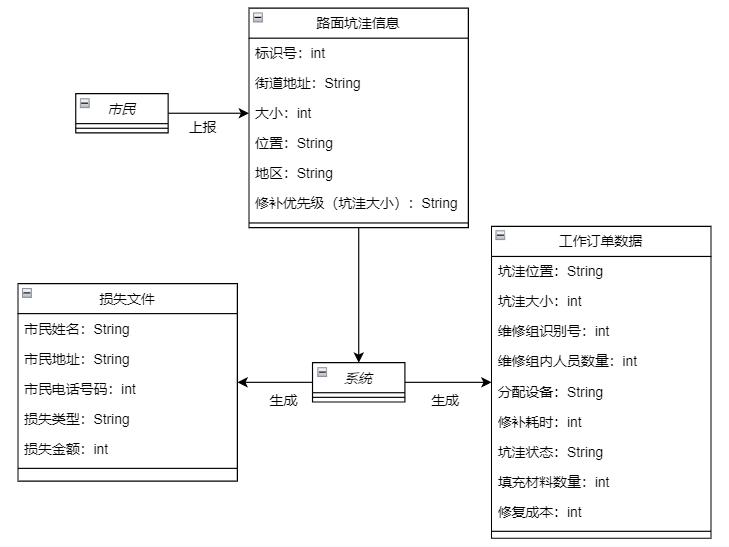 路面坑洼信息
标识号：int
街道地址：String
大小：int
位置：String
地区：String
修补优先级（坑洼大小）：String
市民
上报
工作订单数据
坑洼位置：String
坑洼大小：int
维修组识别号：int
维修组内人员数量：int
分配设备：String
修补耗时：int
坑洼状态：String
填充材料数量：int
修复成本：int
损失文件
市民姓名：String
市民地址：String
市民电话号码：int
损失类型：String
损失金额：int
系统
生成
生成